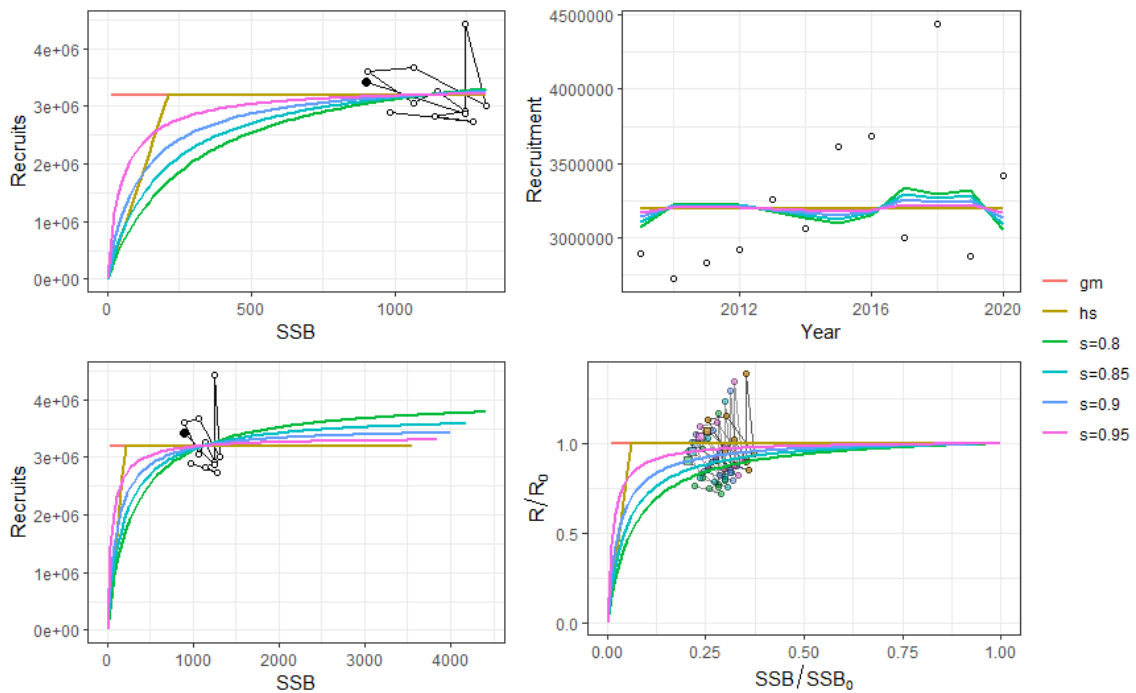 Recruits
4e+06
3e+06
2e+06
1e+06
0e+00
0
500
1000
SSB
Recruitment
4500000
3500000
3000000
2012
2016
2020
Year
gm
hs
s=0.8
s=0.85
s=0.9
s=0.95
Recruits
4e+06
3e+06
2e+06
1e+06
0e+00
0
1000
2000
3000
4000
SSB
R/R₀
1.0
0.5
0.0
0.00
0.25
0.50
0.75
1.00
SSB/SSB₀